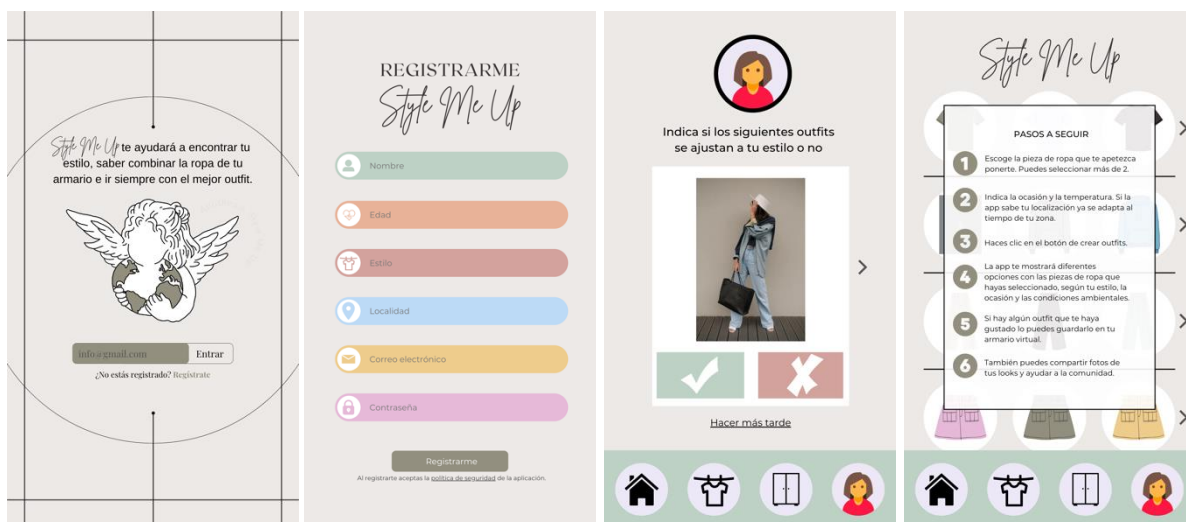 Style Me Up te ayudará a encontrar tu
estilo, saber combinar la ropa de tu
armario e ir siempre con el mejor outfit.
info@gmail.com
Entrar
¿No estás registrado? Regístrate
REGISTRARME
Style Me Up
Nombre
Edad
Estilo
Localidad
Correo electrónico
Contraseña
Registrarme
Al registrarte aceptas la política de seguridad de la aplicación.
Indica si los siguientes outfits
se ajustan a tu estilo o no
Hacer más tarde
Style Me Up
PASOS A SEGUIR
1 Escoge la pieza de ropa que te apetezca
ponerte. Puedes seleccionar más de 2.
2 Indica la ocasión y la temperatura. Si la
app sabe tu localización ya se adapta al
tiempo de tu zona.
3 Haces clic en el botón de crear outfits.
4 La app te mostrará diferentes
opciones con las piezas de ropa que
hayas seleccionado, según tu estilo, la
ocasión y las condiciones ambientales.
5 Si hay algún outfit que te haya
gustado lo puedes guardarlo en tu
armario virtual.
6 También puedes compartir fotos de
tus looks y ayudar a la comunidad.